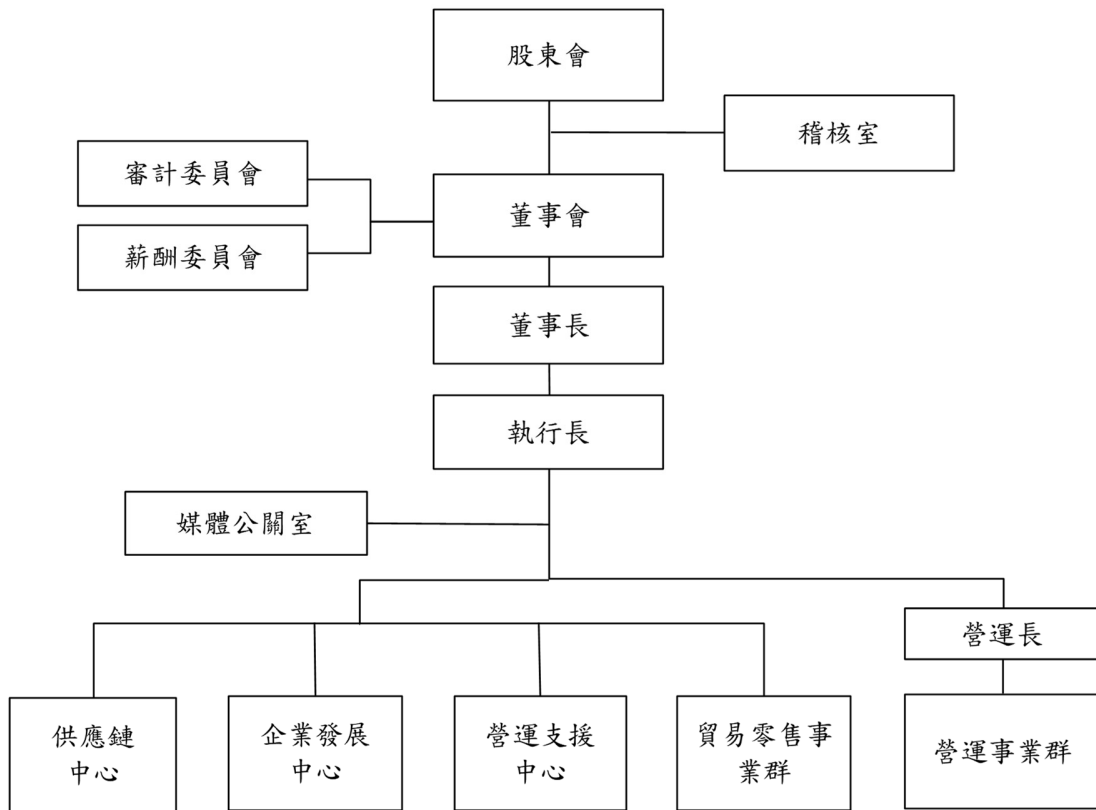 股東會
稽核室
審計委員會
董事會
薪酬委員會
董事長
執行長
媒體公關室
營運長
供應鏈
中心
企業發展
中心
營運支援
中心
貿易零售事
業群
營運事業群